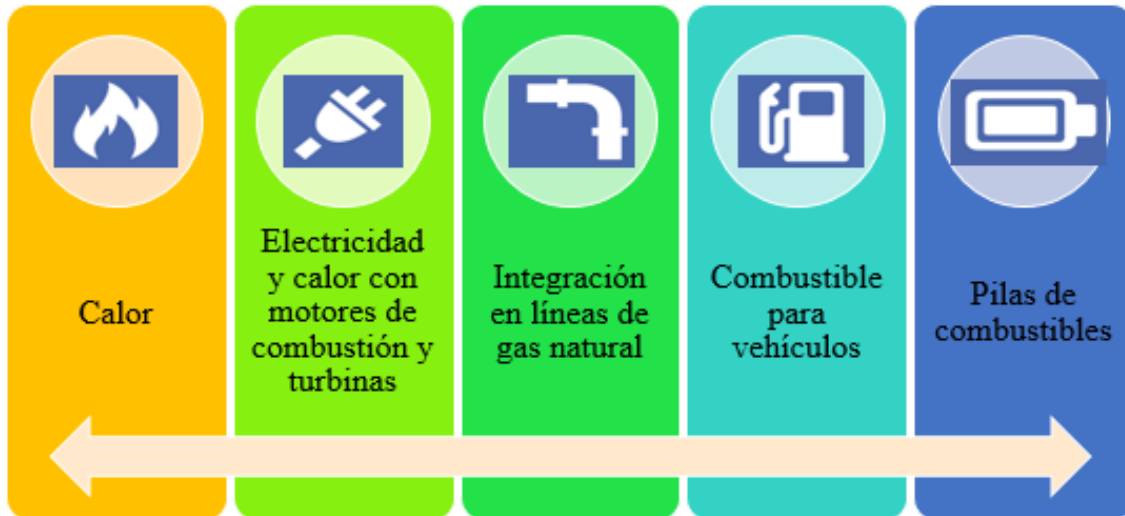 Calor
Electricidad
y calor con
motores de
combustión y
turbinas
Integración
en líneas de
gas natural
Combustible
para
vehículos
Pilas de
combustibles